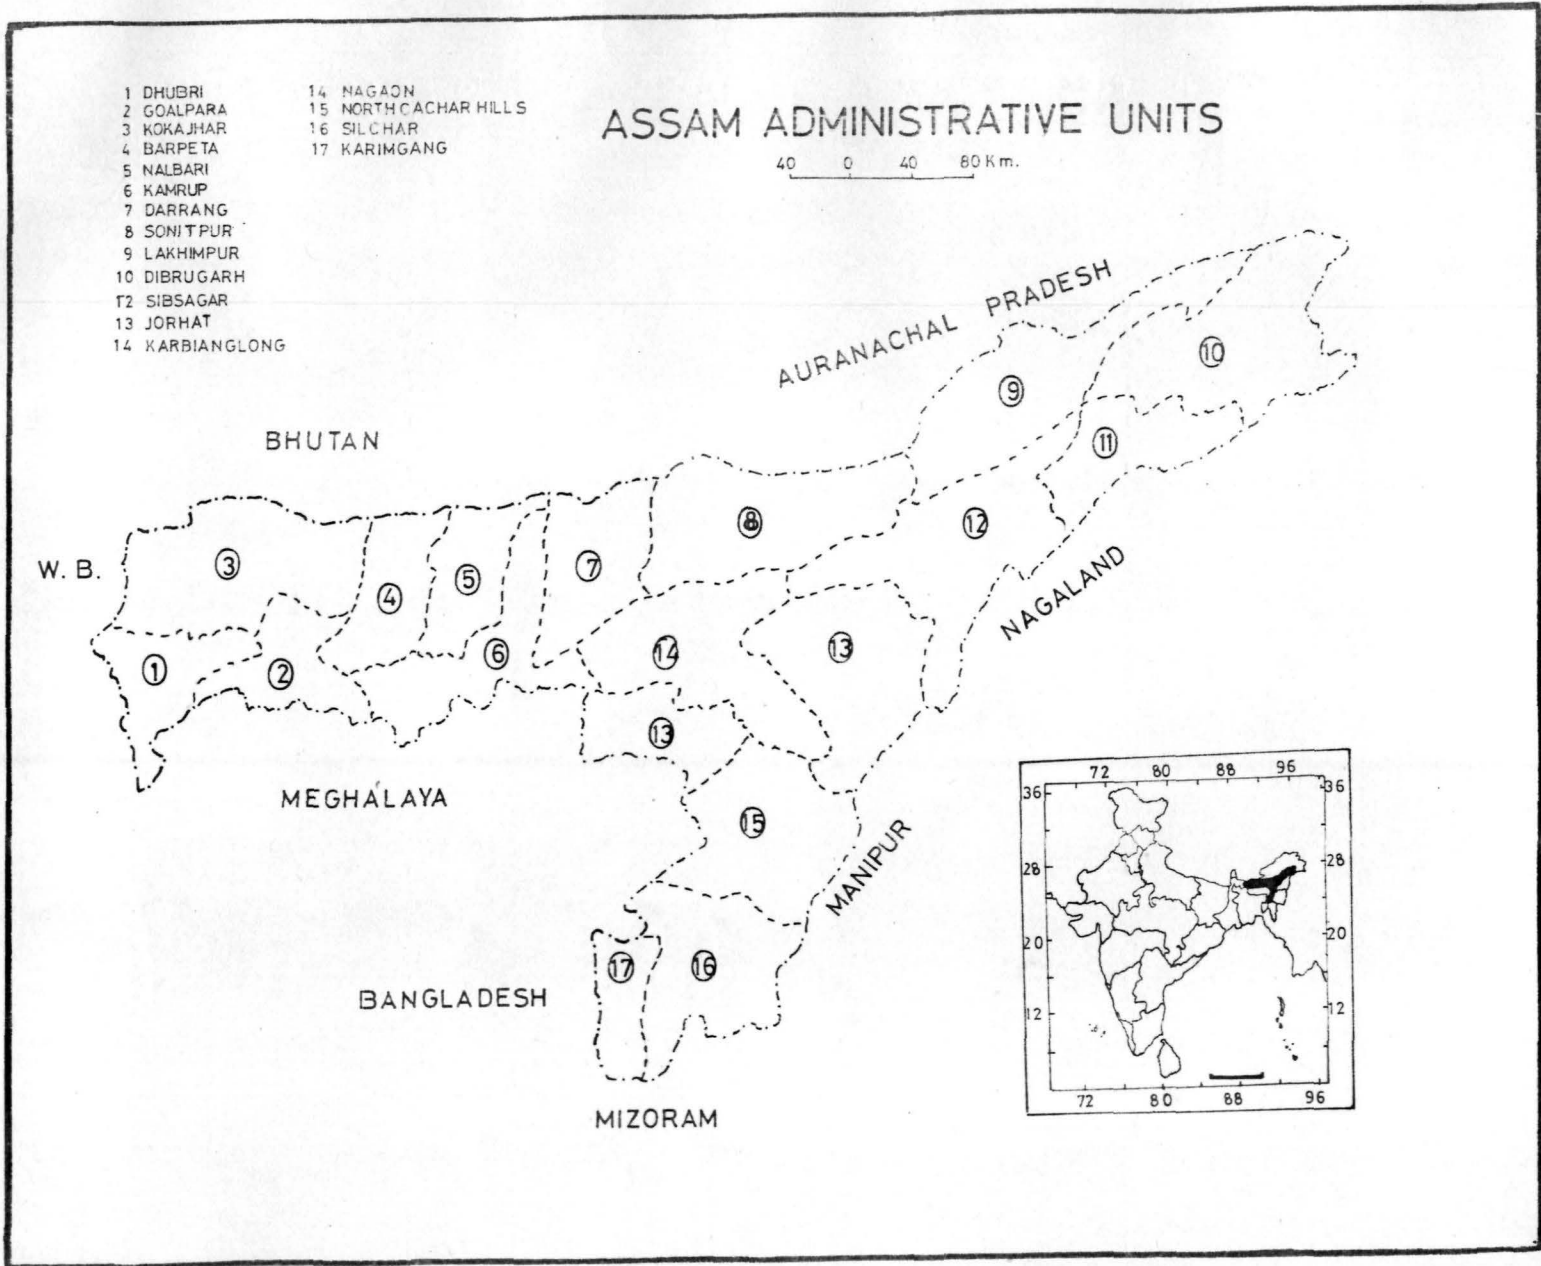 1 DHUBRI
2 GOALPARA
3 KOKAJHAR
4 BARPETA
5 NALBARI
6 KAMRUP
7 DARRANG
8 SONITPUR
9 LAKHIMPUR
10 DIBRUGARH
12 SIBSAGAR
13 JORHAT
14 KARBIANGLONG
14 NAGAON
15 NORTH CACHAR HILLS
16 SILCHAR
17 KARIMGANG
ASSAM ADMINISTRATIVE UNITS
40 0 40 80 Km.
AURANACHAL PRADESH
BHUTAN
W. B.
NAGALAND
MEGHALAYA
MANIPUR
BANGLADESH
MIZORAM
10
9
11
8
12
3
7
5
4
14
13
6
1
2
13
15
17
16
72 80 88 96
36 36
28 28
20 20
12 12
72 80 88 96